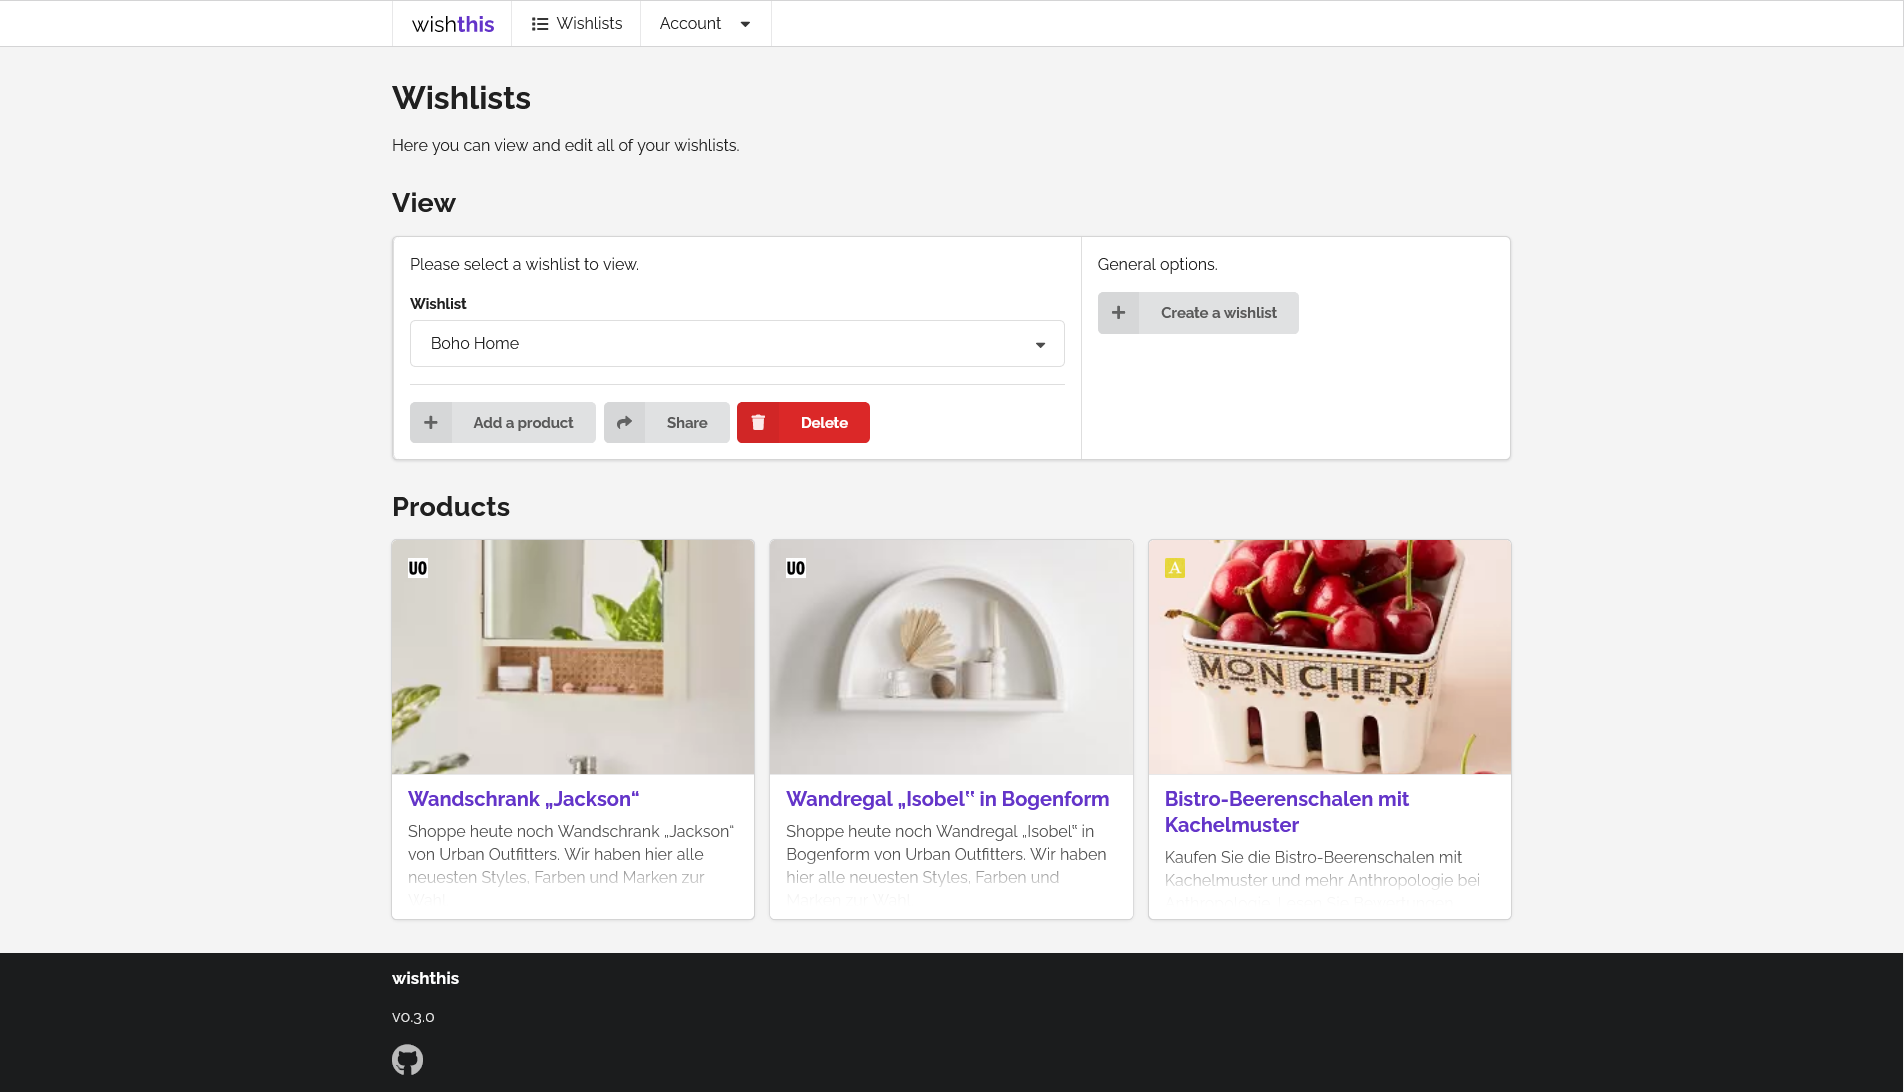 wishthis
Wishlists
Account
Wishlists
Here you can view and edit all of your wishlists.
View
Please select a wishlist to view.
Wishlist
Boho Home
Add a product
Share
Delete
General options.
Create a wishlist
Products
UO
UO
A
MON CHÉRI
Wandschrank „Jackson“
Shoppe heute noch Wandschrank „Jackson“
von Urban Outfitters. Wir haben hier alle
neuesten Styles, Farben und Marken zur
Wahl
Wandregal „Isobel‟ in Bogenform
Shoppe heute noch Wandregal „Isobel‟ in
Bogenform von Urban Outfitters. Wir haben
hier alle neuesten Styles, Farben und
Marken zur Wahl
Bistro-Beerenschalen mit
Kachelmuster
Kaufen Sie die Bistro-Beerenschalen mit
Kachelmuster und mehr Anthropologie bei
wishthis
v0.3.0